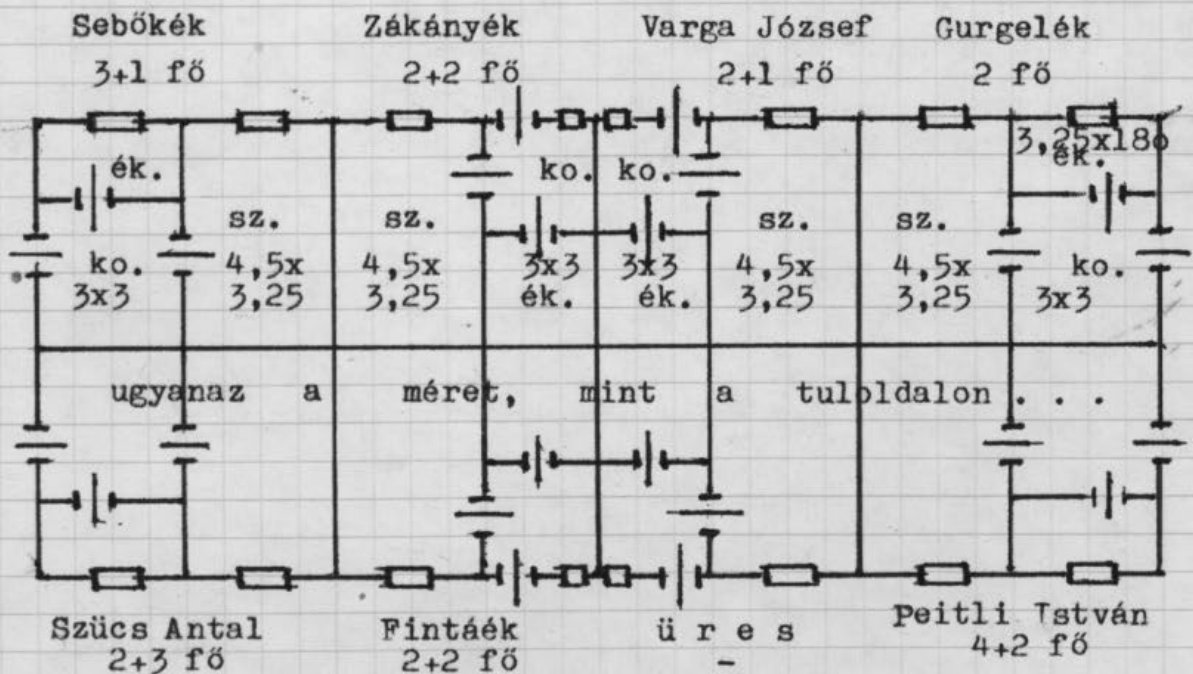 Sebőkék Zákányék Varga József Gurgelék
3+1 fő 2+2 fő 2+1 fő 2 fő
3,25x180
ék. ko. ko. ék.
sz. sz. sz. sz.
ko. 4,5x 4,5x 3x3 3x3 4,5x 4,5x ko.
3x3 3,25 3,25 ék. ék. 3,25 3,25 3x3
ugyanaz a méret, mint a tuloldalon . . .
Szücs Antal Fintáék ü r e s Peitli István
2+3 fő 2+2 fő - 4+2 fő